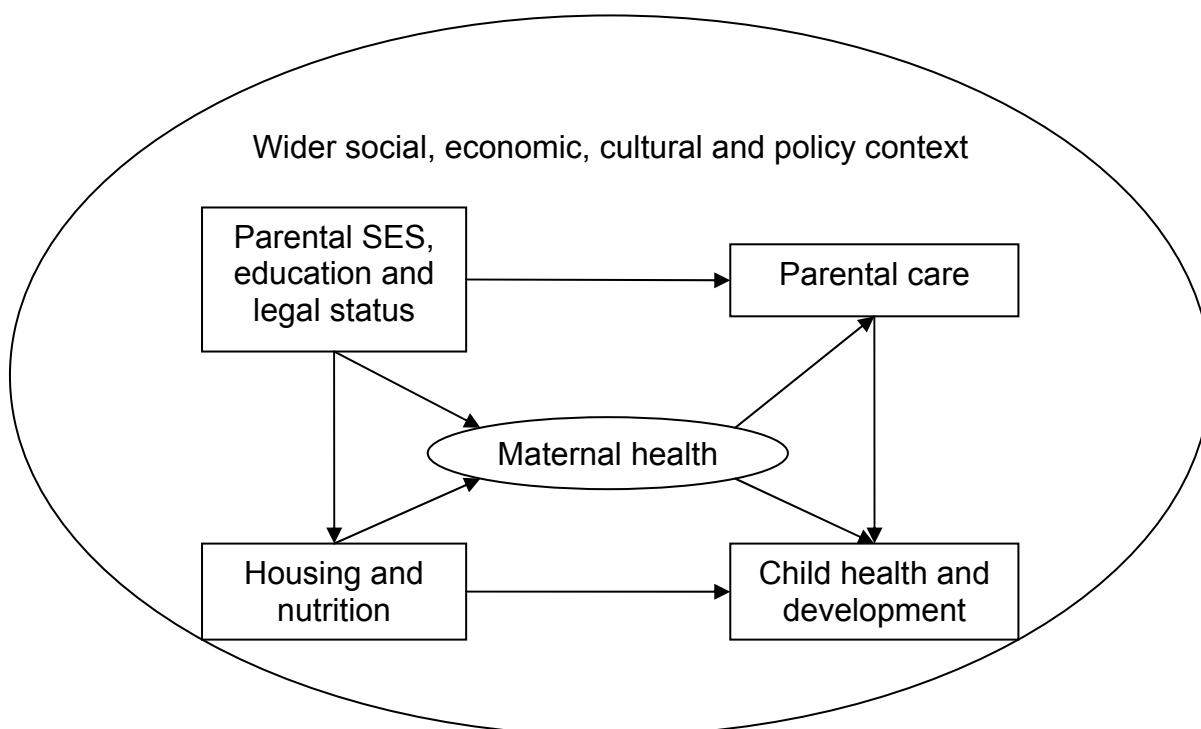 Wider social, economic, cultural and policy context
Parental SES,
education and
legal status
Parental care
Maternal health
Housing and
nutrition
Child health and
development